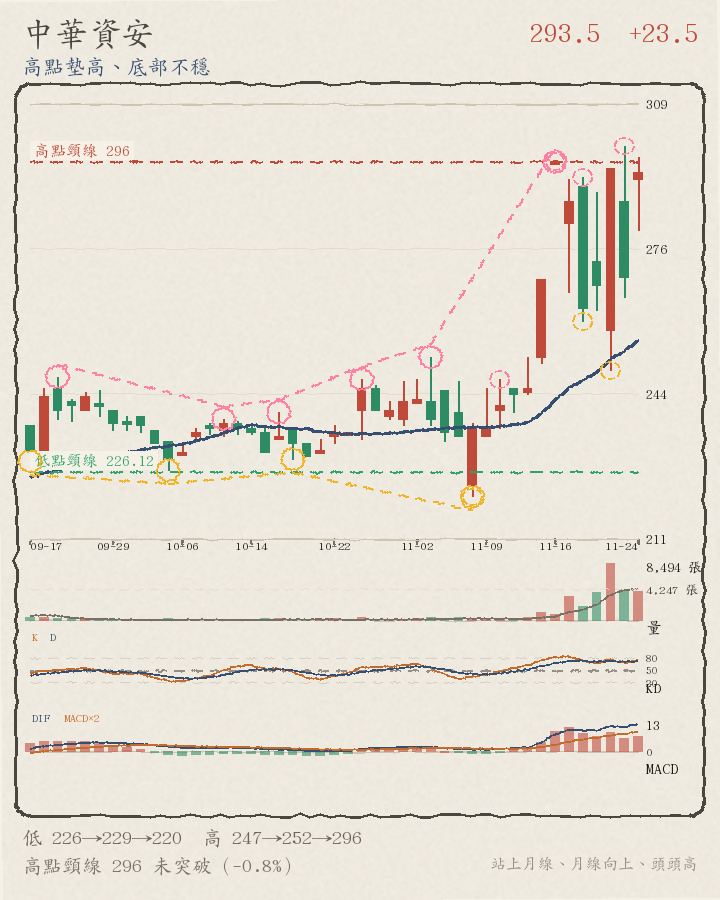 中華資安 293.5 +23.5
高點墊高、底部不穩
309
高點頸線 296
276
244
低點頸線 226.12
211
09-17 09-29 10-06 10-14 10-22 11-02 11-09 11-16 11-24
8,494 張
4,247 張
量
K D
80
50
20
KD
DIF MACD×2
13
0
MACD
低 226→229→220 高 247→252→296
高點頸線 296 未突破 (-0.8%)
站上月線、月線向上、頭頭高